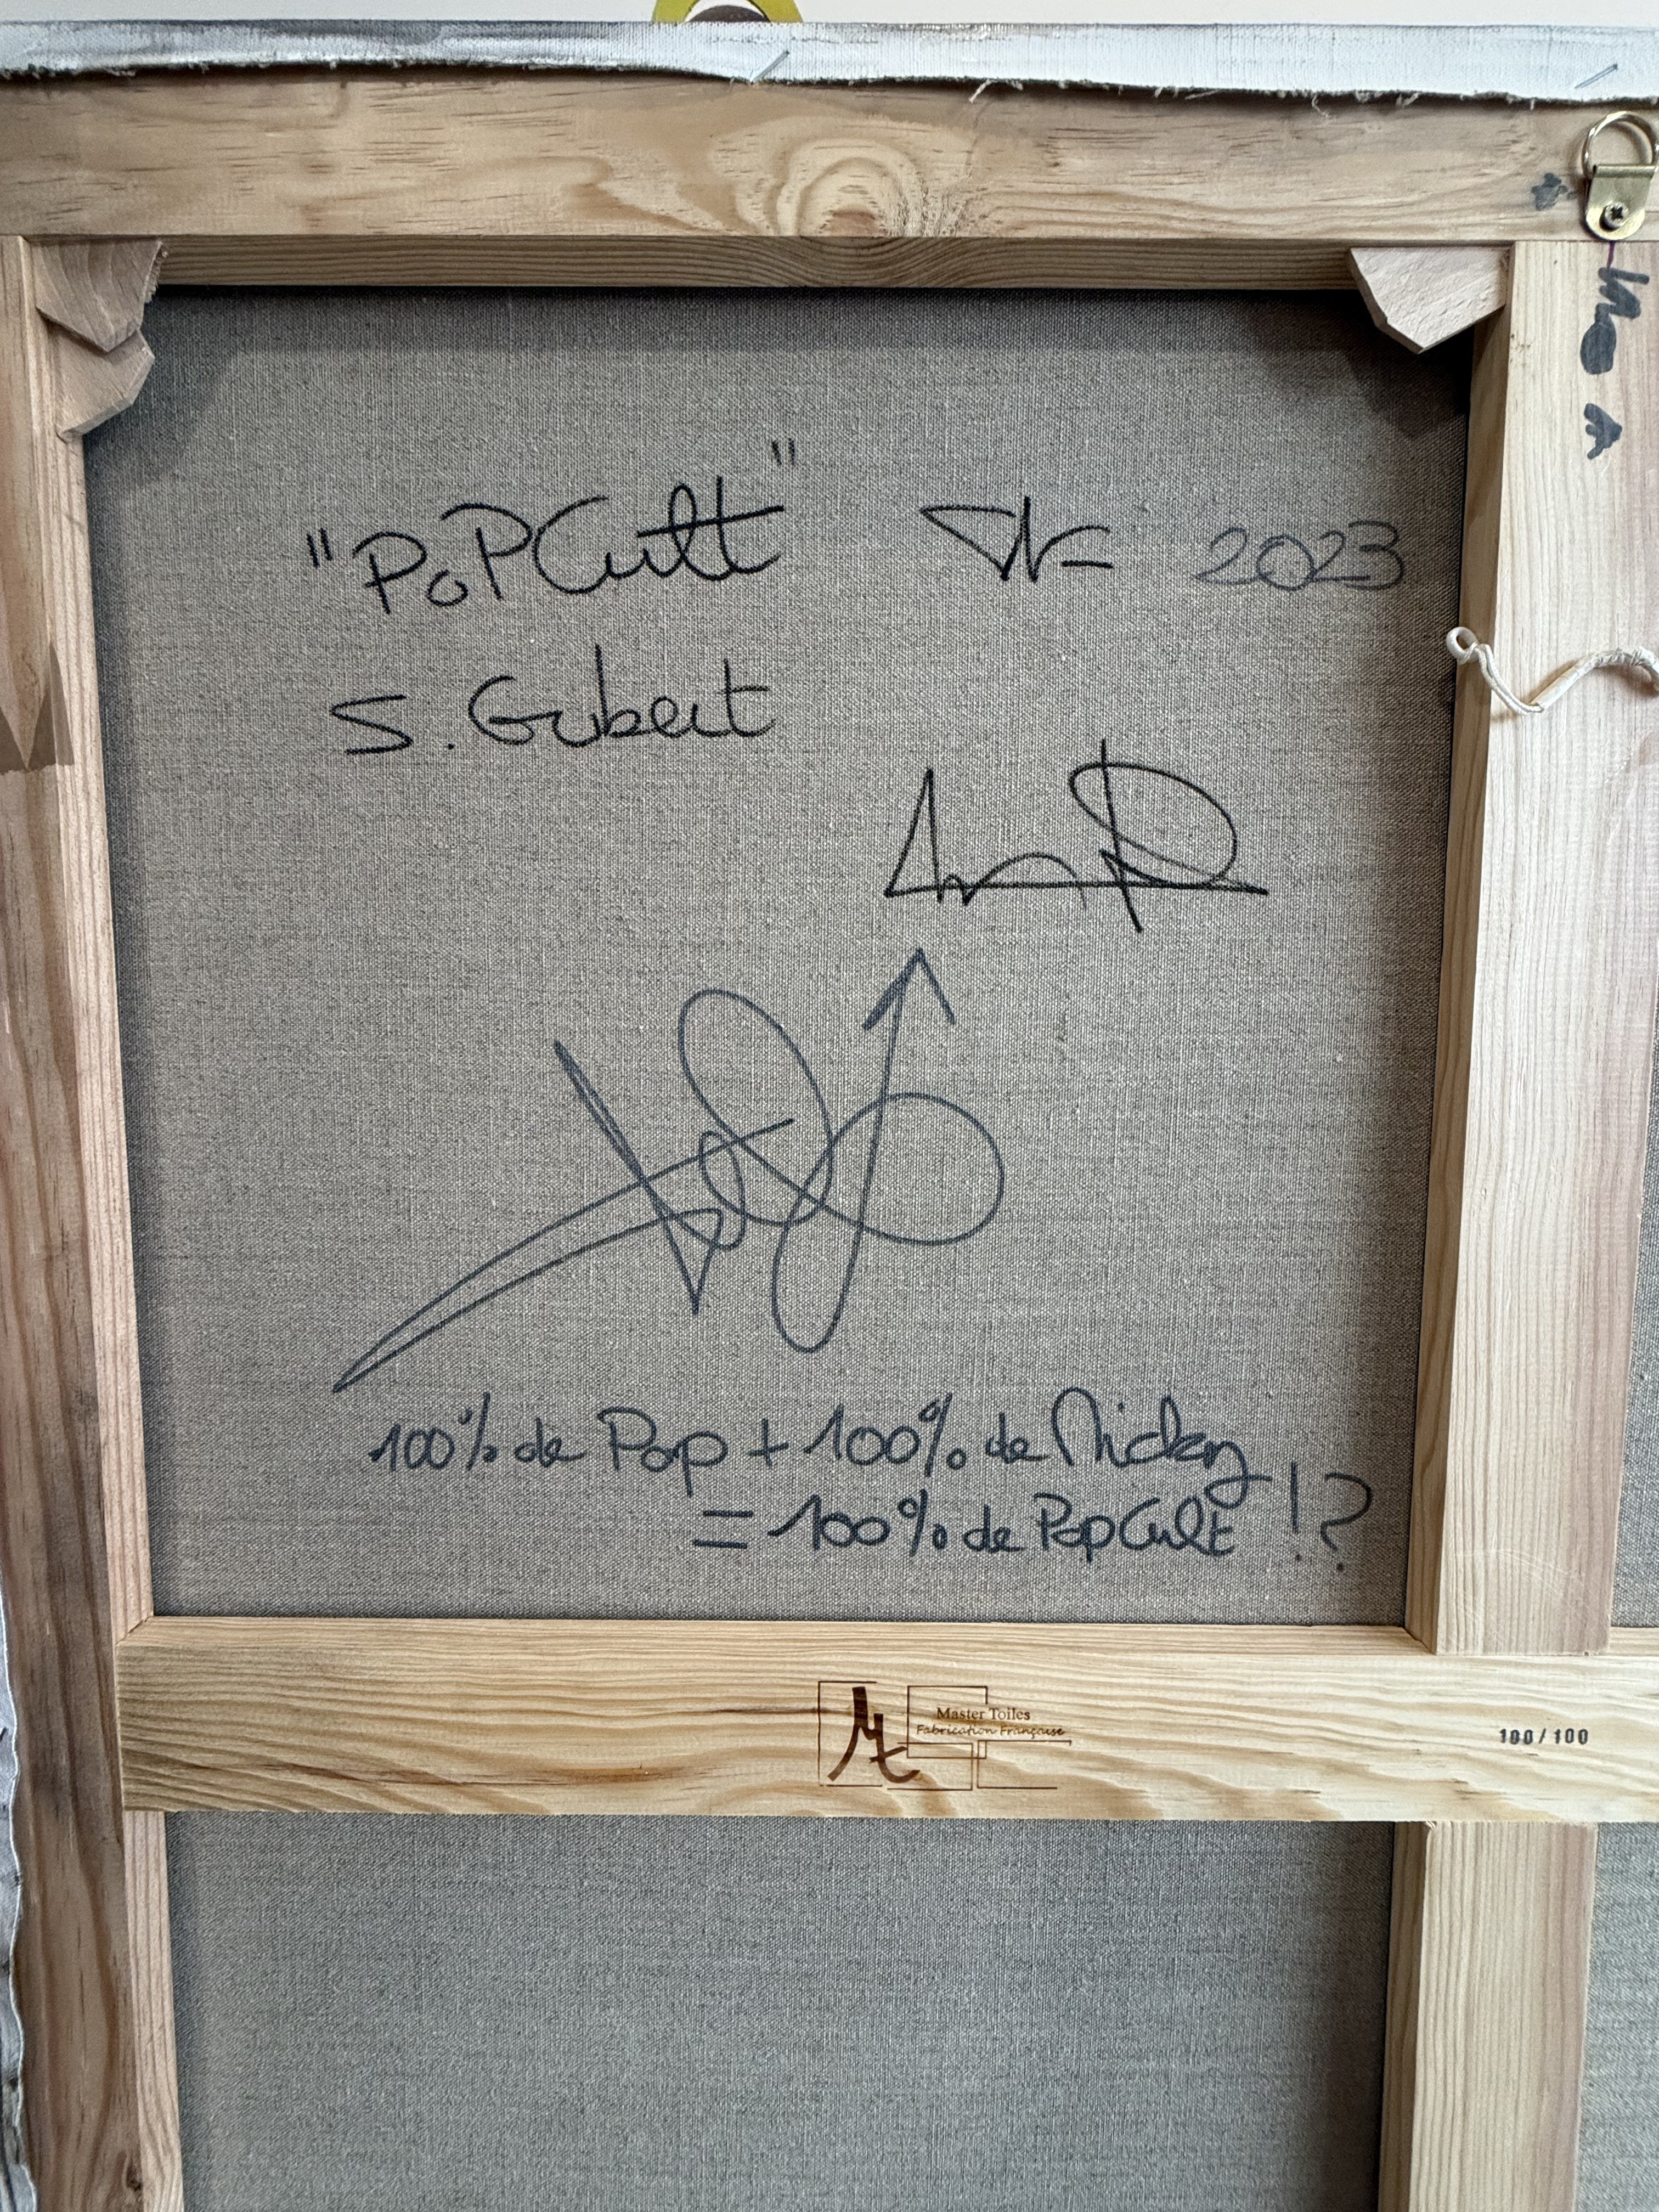 "PoPCult" 2023
S. Gubert
100% de Pop + 100% de Mickey
= 100% de PopCult !?
Master Toiles
Fabrication Française
100/100